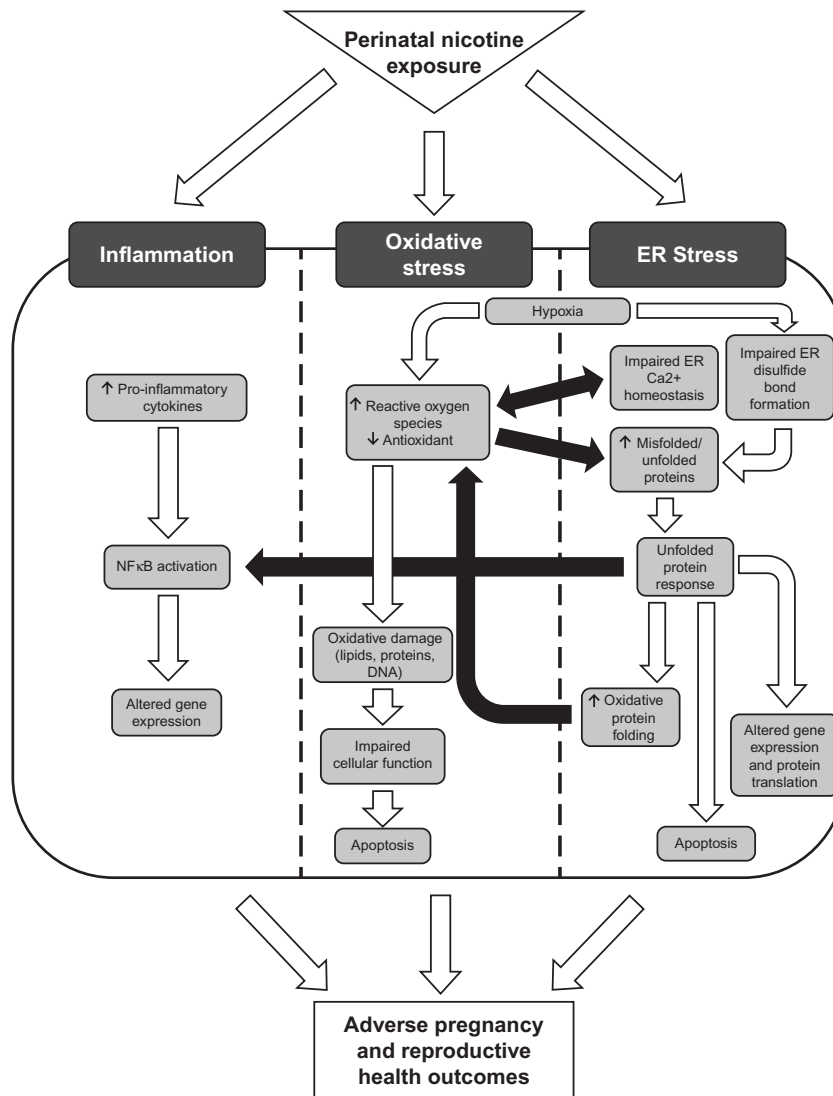 Perinatal nicotine
exposure
Inflammation
Oxidative
stress
ER Stress
Hypoxia
↑ Pro-inflammatory
cytokines
NFκB activation
Altered gene
expression
↑ Reactive oxygen
species
↓ Antioxidant
Oxidative damage
(lipids, proteins,
DNA)
Impaired
cellular function
Apoptosis
Impaired ER
Ca2+
homeostasis
Impaired ER
disulfide
bond
formation
↑ Misfolded/
unfolded
proteins
Unfolded
protein
response
↑ Oxidative
protein
folding
Altered gene
expression
and protein
translation
Apoptosis
Adverse pregnancy
and reproductive
health outcomes